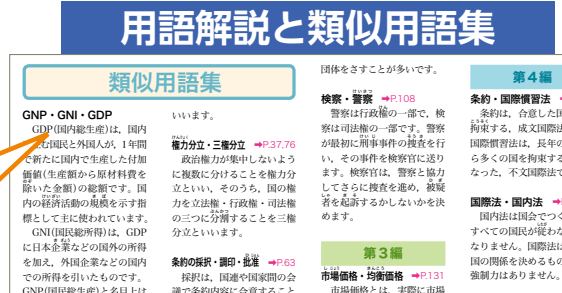 用語解説と類似用語集
類似用語集
GNP・GNI・GDP
GDP(国内総生産)は，国内
む国民と外国人が，1年間
で新たに国内で生産した付加
価値(生産額から原材料費を
除いた金額)の総額です。国
内の経済活動の規模を示す指
標として主に使われています。
GNI(国民総所得)は，GDP
に日本企業などの国外の所得
を加え，外国企業などの国内
での所得を引いたものです。
GNP(国民総生産)と名目上は
いいます。
権力分立・三権分立 ➡P.37,76
政治権力が集中しないよう
に複数に分けることを権力分
立といい，そのうち，国の権
力を立法権・行政権・司法権
の三つに分割することを三権
分立といいます。
条約の採択・調印・批准 ➡P.63
採択は，国連や国家間の会
議で条約内容に合意すること
団体をさすことが多いです。
検察・警察 ➡P.108
警察は行政権の一部で，検
察は司法権の一部です。警察
が最初に刑事事件の捜査を行
い，その事件を検察官に送り
ます。検察官は，警察と協力
してさらに捜査を進め，被疑
者を起訴するかしないかを決
めます。
第3編
市場価格・均衡価格 ➡P.131
市場価格とは，実際に市場
第4編
条約・国際慣習法
条約は，合意した国
拘束する，成文国際法
国際慣習法は，長年の
ら多くの国を拘束する
なった，不文国際法で
国際法・国内法
国内法は国会でつく
すべての国民が従わな
なりません。国際法は
国の関係を決めるもの
強制力はありません。